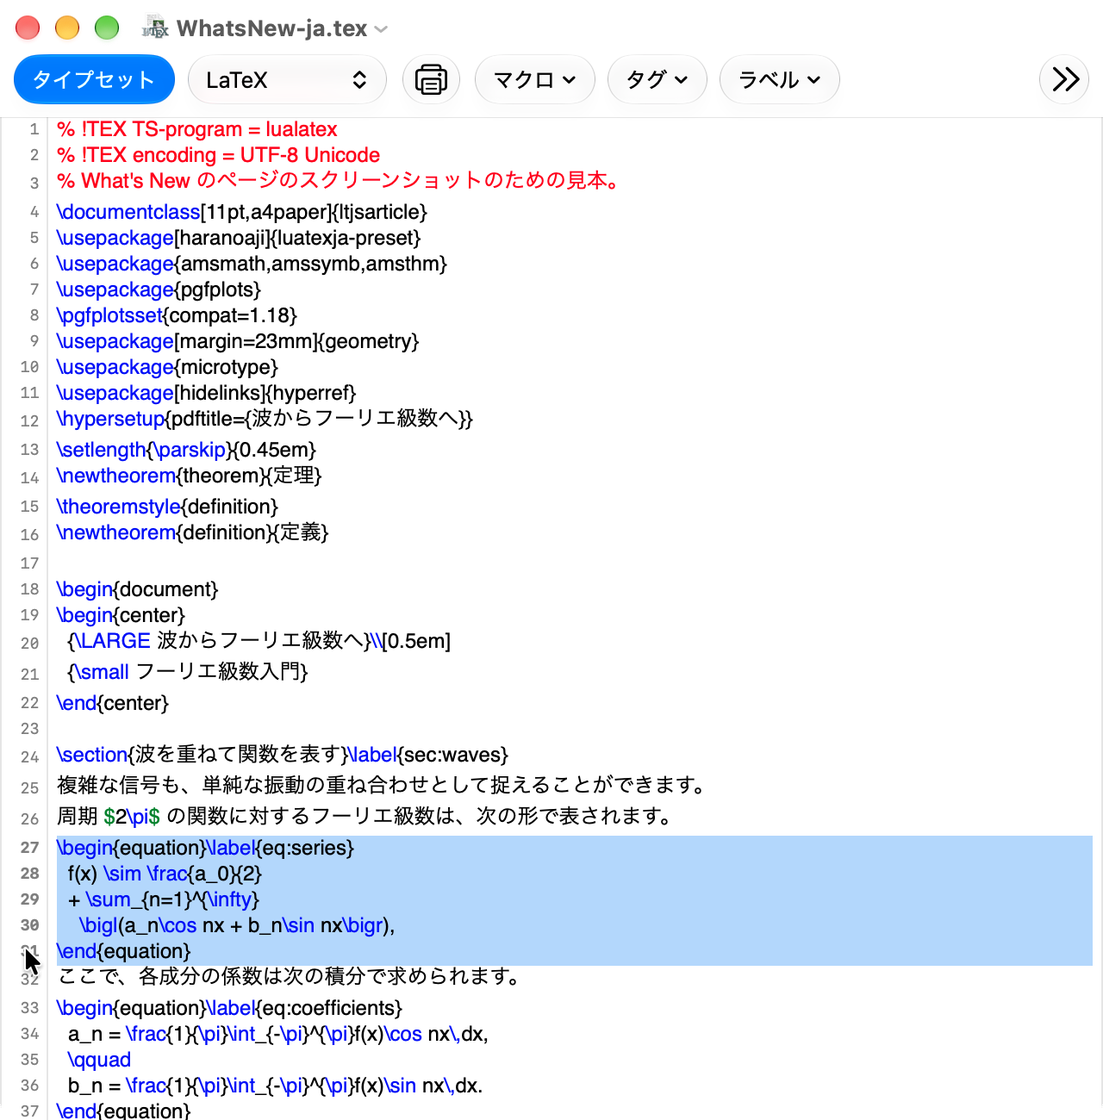 WhatsNew-ja.tex
タイプセット LaTeX マクロ タグ ラベル
1 % !TEX TS-program = lualatex
2 % !TEX encoding = UTF-8 Unicode
3 % What's New のページのスクリーンショットのための見本。
4 \documentclass[11pt,a4paper]{ltjsarticle}
5 \usepackage[haranoaji]{luatexja-preset}
6 \usepackage{amsmath,amssymb,amsthm}
7 \usepackage{pgfplots}
8 \pgfplotsset{compat=1.18}
9 \usepackage[margin=23mm]{geometry}
10 \usepackage{microtype}
11 \usepackage[hidelinks]{hyperref}
12 \hypersetup{pdftitle={波からフーリエ級数へ}}
13 \setlength{\parskip}{0.45em}
14 \newtheorem{theorem}{定理}
15 \theoremstyle{definition}
16 \newtheorem{definition}{定義}
17
18 \begin{document}
19 \begin{center}
20   {\LARGE 波からフーリエ級数へ}\\[0.5em]
21   {\small フーリエ級数入門}
22 \end{center}
23
24 \section{波を重ねて関数を表す}\label{sec:waves}
25 複雑な信号も、単純な振動の重ね合わせとして捉えることができます。
26 周期 $2\pi$ の関数に対するフーリエ級数は、次の形で表されます。
27 \begin{equation}\label{eq:series}
28   f(x) \sim \frac{a_0}{2}
29   + \sum_{n=1}^{\infty}
30     \bigl(a_n\cos nx + b_n\sin nx\bigr),
31 \end{equation}
32 ここで、各成分の係数は次の積分で求められます。
33 \begin{equation}\label{eq:coefficients}
34   a_n = \frac{1}{\pi}\int_{-\pi}^{\pi}f(x)\cos nx\,dx,
35   \qquad
36   b_n = \frac{1}{\pi}\int_{-\pi}^{\pi}f(x)\sin nx\,dx.
37 \end{equation}